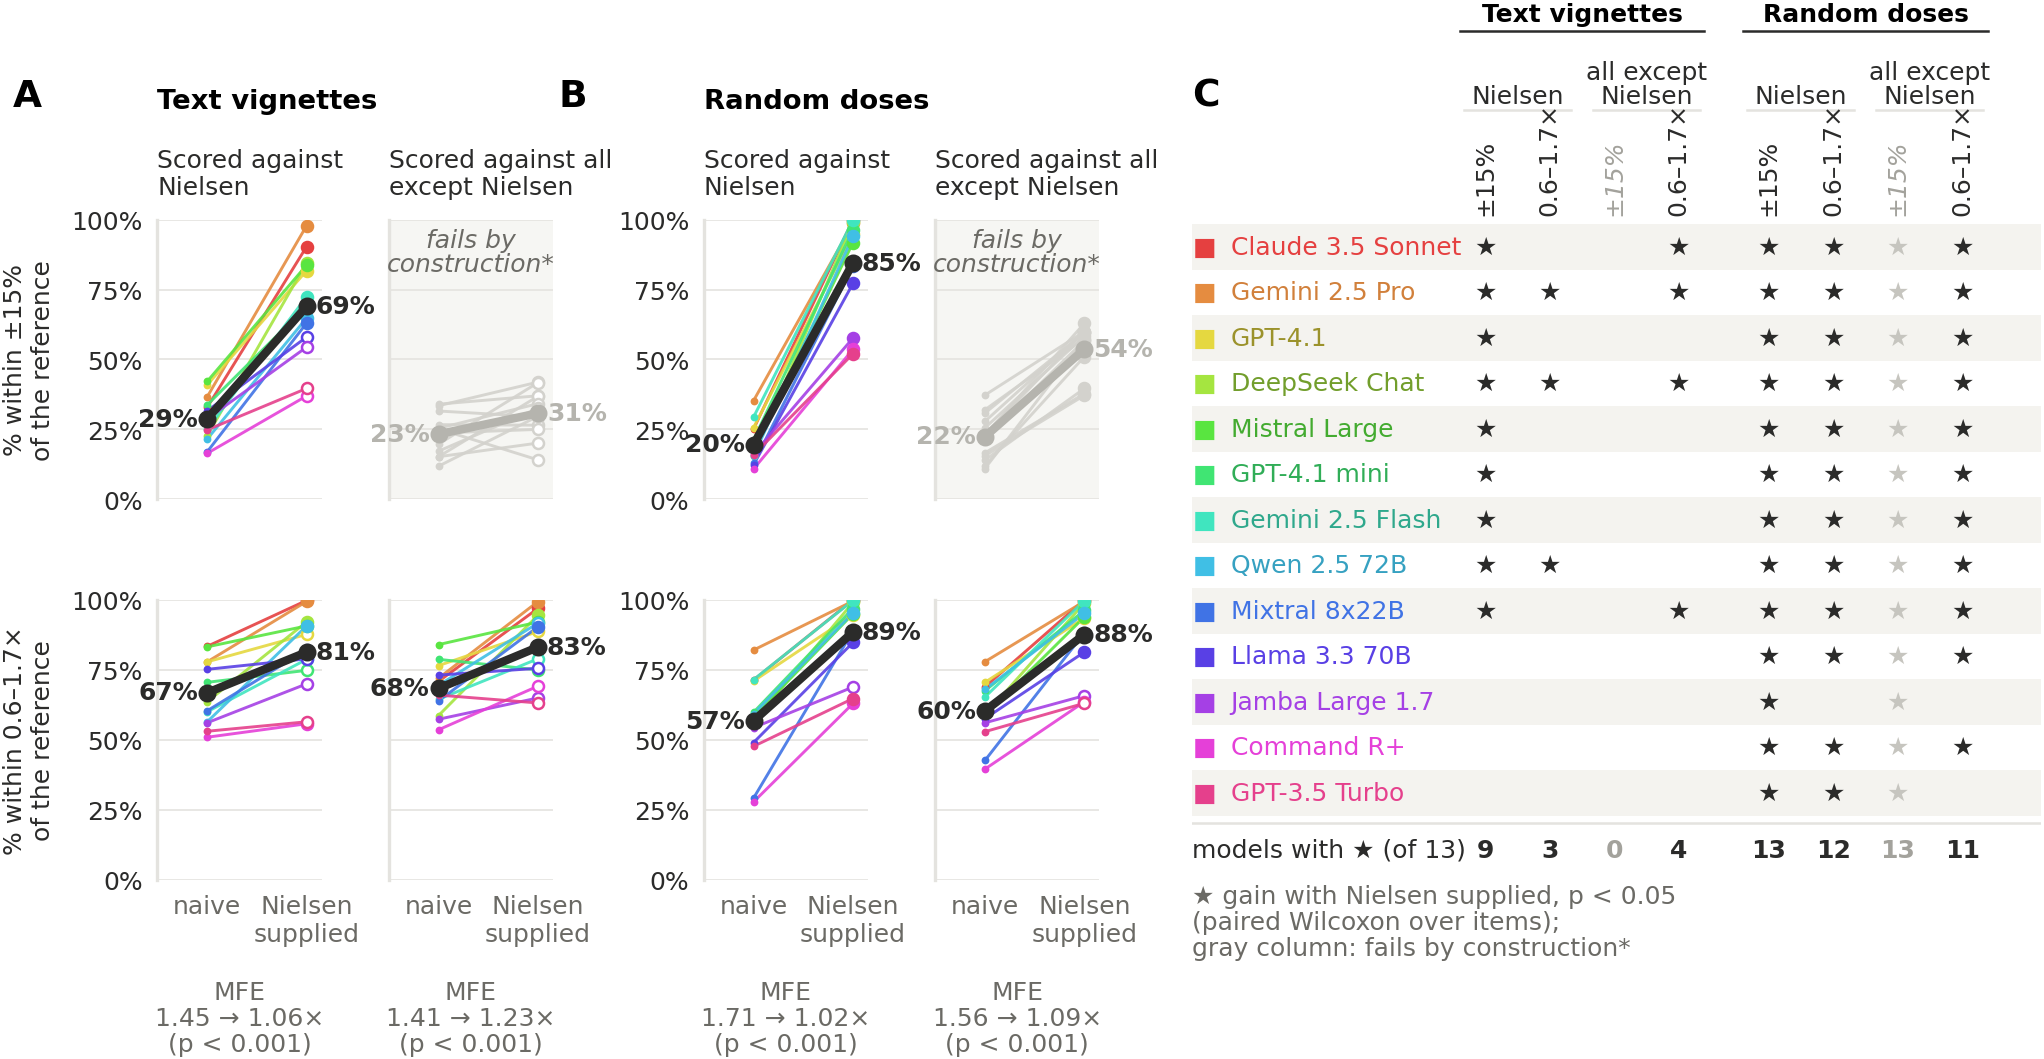 A
Text vignettes
Scored against
Nielsen
Scored against all
except Nielsen
% within ±15%
of the reference
100%
75%
50%
25%
0%
29%
69%
fails by
construction*
23%
31%
% within 0.6–1.7×
of the reference
100%
75%
50%
25%
0%
67%
81%
68%
83%
naive
Nielsen
supplied
naive
Nielsen
supplied
MFE
1.45 → 1.06×
(p < 0.001)
MFE
1.41 → 1.23×
(p < 0.001)
B
Random doses
Scored against
Nielsen
Scored against all
except Nielsen
100%
75%
50%
25%
0%
20%
85%
fails by
construction*
22%
54%
100%
75%
50%
25%
0%
57%
89%
60%
88%
naive
Nielsen
supplied
naive
Nielsen
supplied
MFE
1.71 → 1.02×
(p < 0.001)
MFE
1.56 → 1.09×
(p < 0.001)
C
Text vignettes
Random doses
Nielsen
all except
Nielsen
Nielsen
all except
Nielsen
±15%
0.6–1.7×
±15%
0.6–1.7×
±15%
0.6–1.7×
±15%
0.6–1.7×
Claude 3.5 Sonnet ★ ★ ★ ★ ★ ★
Gemini 2.5 Pro ★ ★ ★ ★ ★ ★ ★
GPT-4.1 ★ ★ ★ ★ ★
DeepSeek Chat ★ ★ ★ ★ ★ ★ ★
Mistral Large ★ ★ ★ ★ ★
GPT-4.1 mini ★ ★ ★ ★ ★
Gemini 2.5 Flash ★ ★ ★ ★ ★
Qwen 2.5 72B ★ ★ ★ ★ ★ ★
Mixtral 8x22B ★ ★ ★ ★ ★ ★
Llama 3.3 70B ★ ★ ★ ★
Jamba Large 1.7 ★ ★
Command R+ ★ ★ ★ ★
GPT-3.5 Turbo ★ ★ ★
models with ★ (of 13) 9 3 0 4 13 12 13 11
★ gain with Nielsen supplied, p < 0.05
(paired Wilcoxon over items);
gray column: fails by construction*